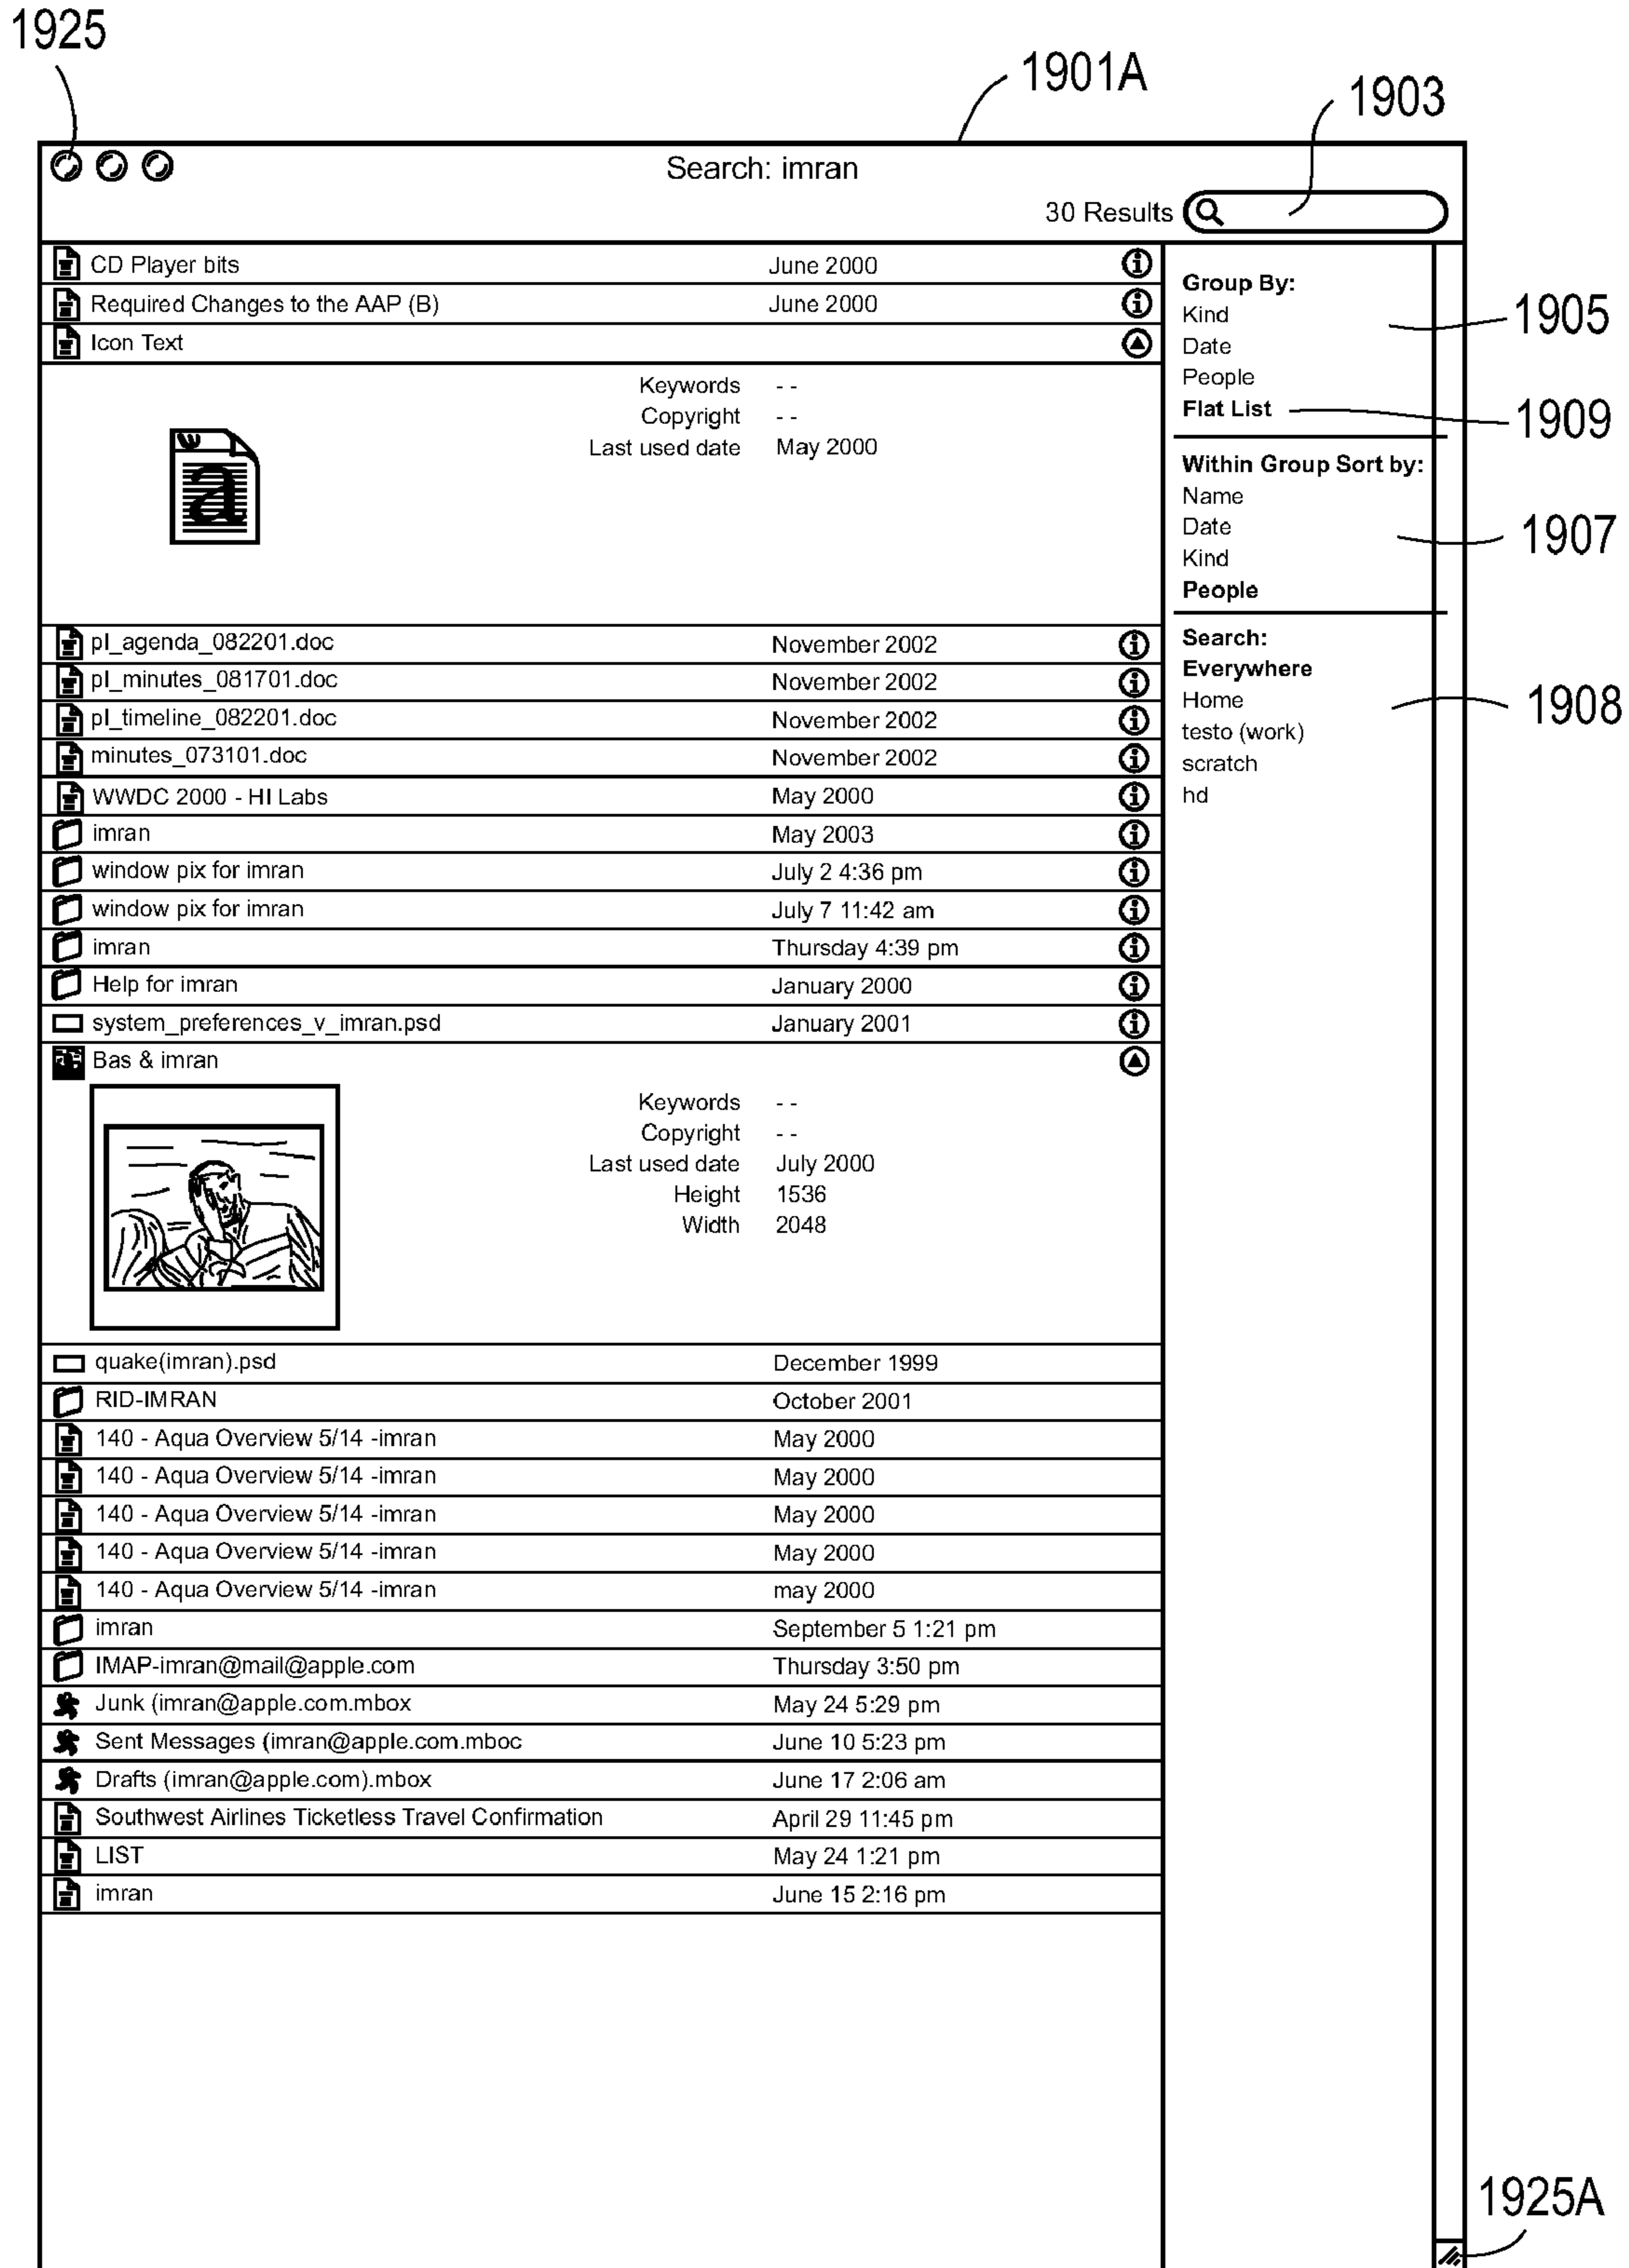 1925
1901A
1903
Search: imran
30 Results
CD Player bits June 2000
Required Changes to the AAP (B) June 2000
Icon Text
Keywords - -
Copyright - -
Last used date May 2000
W
a
pl_agenda_082201.doc November 2002
pl_minutes_081701.doc November 2002
pl_timeline_082201.doc November 2002
minutes_073101.doc November 2002
WWDC 2000 - HI Labs May 2000
imran May 2003
window pix for imran July 2 4:36 pm
window pix for imran July 7 11:42 am
imran Thursday 4:39 pm
Help for imran January 2000
system_preferences_v_imran.psd January 2001
Bas & imran
Keywords - -
Copyright - -
Last used date July 2000
Height 1536
Width 2048
quake(imran).psd December 1999
RID-IMRAN October 2001
140 - Aqua Overview 5/14 -imran May 2000
140 - Aqua Overview 5/14 -imran May 2000
140 - Aqua Overview 5/14 -imran May 2000
140 - Aqua Overview 5/14 -imran May 2000
140 - Aqua Overview 5/14 -imran may 2000
imran September 5 1:21 pm
IMAP-imran@mail@apple.com Thursday 3:50 pm
Junk (imran@apple.com.mbox May 24 5:29 pm
Sent Messages (imran@apple.com.mboc June 10 5:23 pm
Drafts (imran@apple.com).mbox June 17 2:06 am
Southwest Airlines Ticketless Travel Confirmation April 29 11:45 pm
LIST May 24 1:21 pm
imran June 15 2:16 pm
Group By:
Kind
Date
People
Flat List
1905
1909
Within Group Sort by:
Name
Date
Kind
People
1907
Search:
Everywhere
Home
testo (work)
scratch
hd
1908
1925A